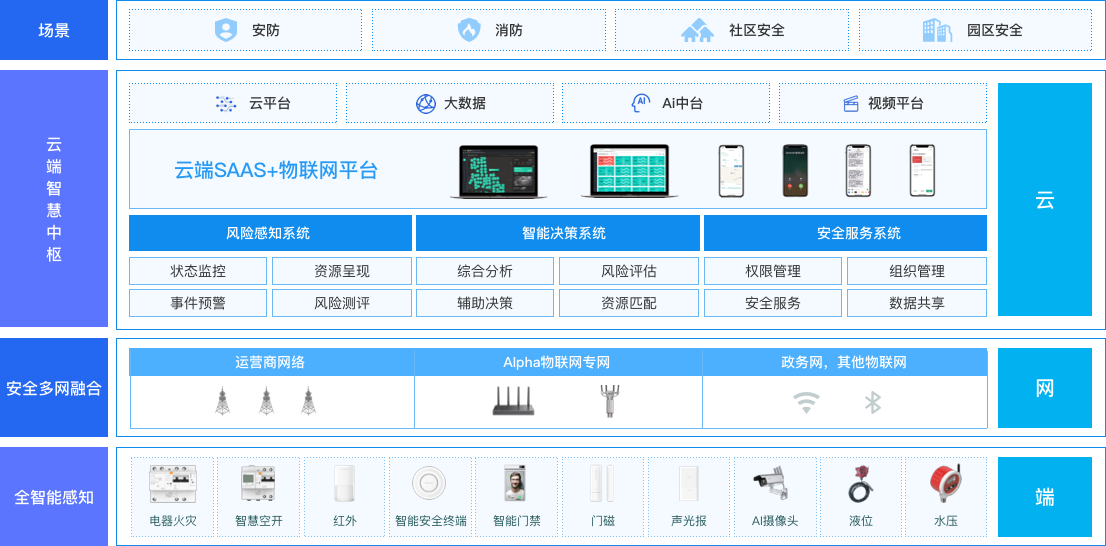 场景
安防
消防
社区安全
园区安全
云端智慧中枢
云平台
大数据
AI
Ai中台
视频平台
云
云端SAAS+物联网平台
风险感知系统
智能决策系统
安全服务系统
状态监控
资源呈现
综合分析
风险评估
权限管理
组织管理
事件预警
风险测评
辅助决策
资源匹配
安全服务
数据共享
安全多网融合
运营商网络
Alpha物联网专网
政务网，其他物联网
网
全智能感知
电器火灾
智慧空开
红外
智能安全终端
智能门禁
门磁
声光报
AI摄像头
液位
水压
端